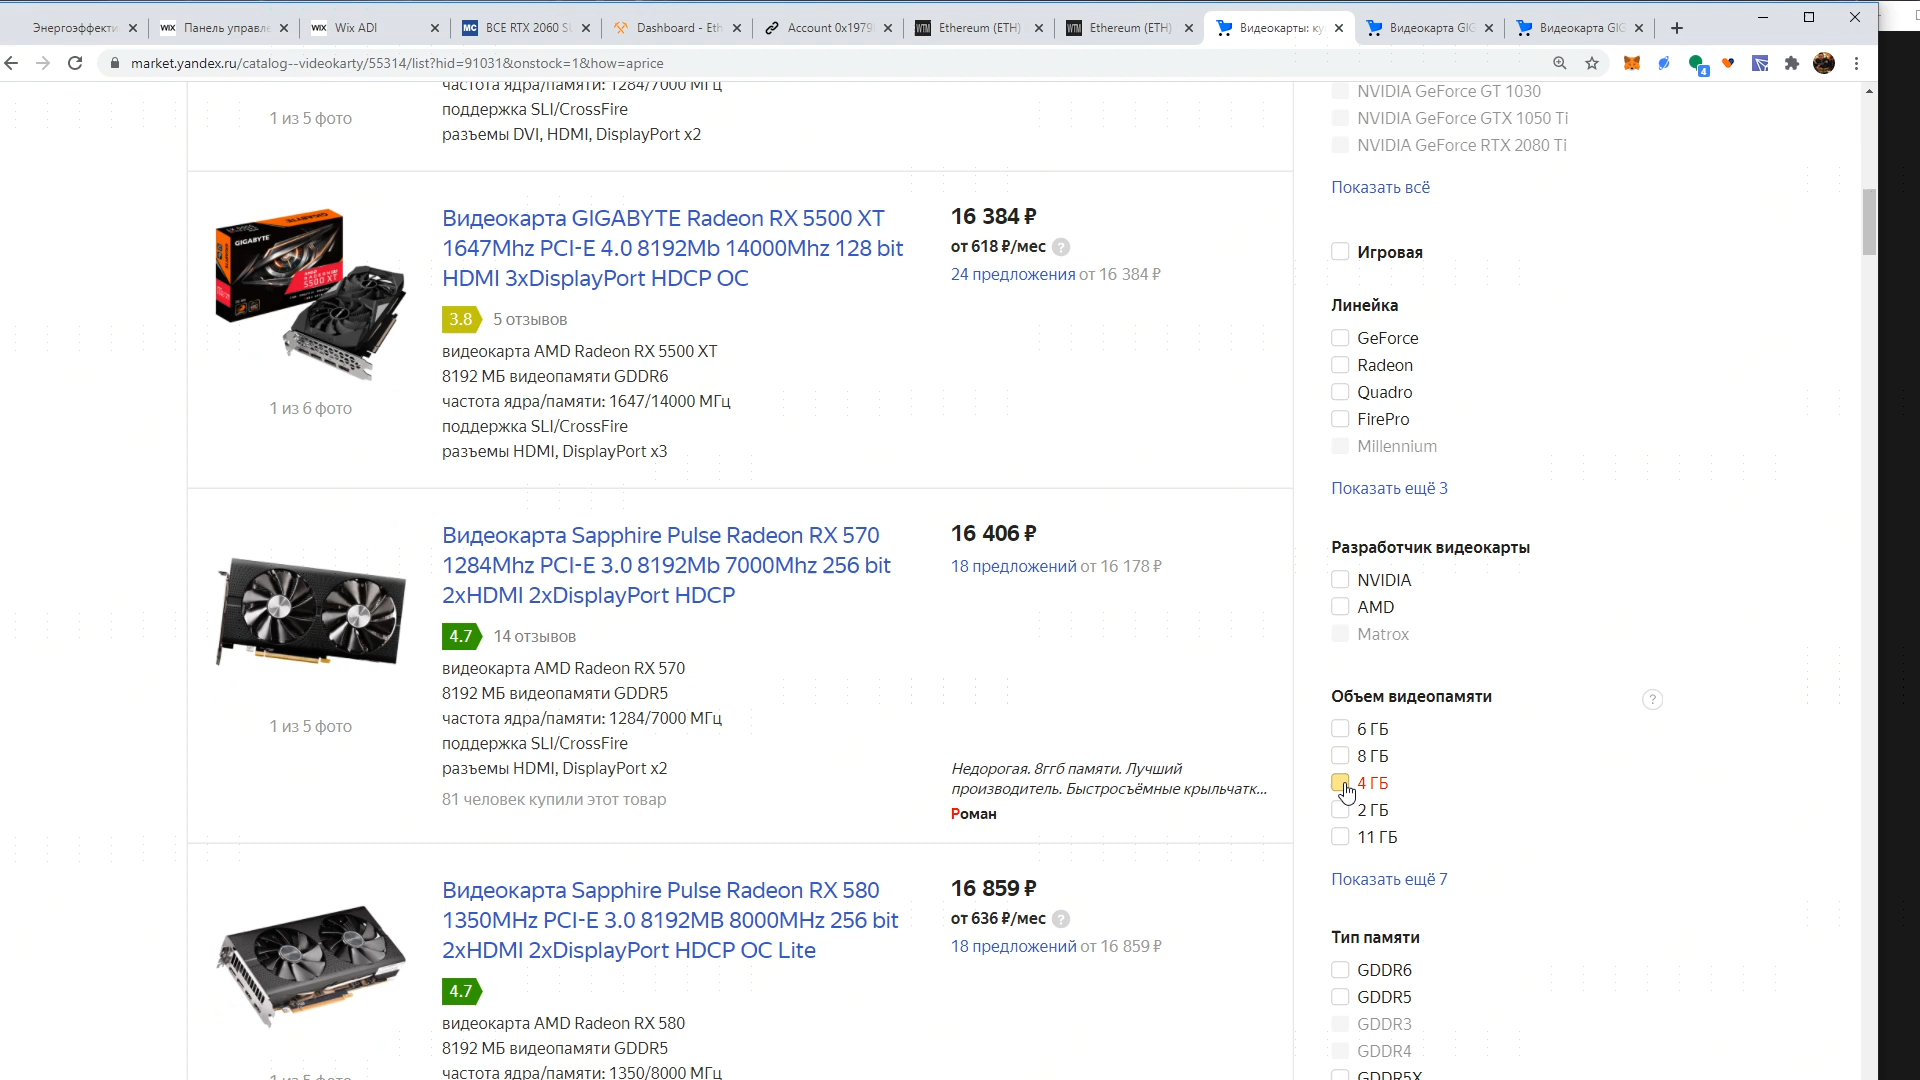 Энергоэффекти
Панель управле
Wix ADI
ВСЕ RTX 2060 SU
Dashboard - Eth
Account 0x1979
Ethereum (ETH)
Ethereum (ETH)
Видеокарты: ку
Видеокарта GIG
Видеокарта GIG
market.yandex.ru/catalog--videokarty/55314/list?hid=91031&onstock=1&how=aprice
4
1 из 5 фото
частота ядра/памяти: 1284/7000 МГц
поддержка SLI/CrossFire
разъемы DVI, HDMI, DisplayPort x2
Видеокарта GIGABYTE Radeon RX 5500 XT
1647Mhz PCI-E 4.0 8192Mb 14000Mhz 128 bit
HDMI 3xDisplayPort HDCP OC
3.8 5 отзывов
видеокарта AMD Radeon RX 5500 XT
8192 МБ видеопамяти GDDR6
частота ядра/памяти: 1647/14000 МГц
поддержка SLI/CrossFire
разъемы HDMI, DisplayPort x3
GIGABYTE
5500 XT
1 из 6 фото
16 384 ₽
от 618 ₽/мес ?
24 предложения от 16 384 ₽
Видеокарта Sapphire Pulse Radeon RX 570
1284Mhz PCI-E 3.0 8192Mb 7000Mhz 256 bit
2xHDMI 2xDisplayPort HDCP
4.7 14 отзывов
видеокарта AMD Radeon RX 570
8192 МБ видеопамяти GDDR5
частота ядра/памяти: 1284/7000 МГц
поддержка SLI/CrossFire
разъемы HDMI, DisplayPort x2
81 человек купили этот товар
1 из 5 фото
16 406 ₽
18 предложений от 16 178 ₽
Недорогая. 8ггб памяти. Лучший
производитель. Быстросъёмные крыльчатк...
Роман
Видеокарта Sapphire Pulse Radeon RX 580
1350MHz PCI-E 3.0 8192MB 8000MHz 256 bit
2xHDMI 2xDisplayPort HDCP OC Lite
4.7
видеокарта AMD Radeon RX 580
8192 МБ видеопамяти GDDR5
частота ядра/памяти: 1350/8000 МГц
1 из 5 фото
16 859 ₽
от 636 ₽/мес ?
18 предложений от 16 859 ₽
NVIDIA GeForce GT 1030
NVIDIA GeForce GTX 1050 Ti
NVIDIA GeForce RTX 2080 Ti
Показать всё
Игровая
Линейка
GeForce
Radeon
Quadro
FirePro
Millennium
Показать ещё 3
Разработчик видеокарты
NVIDIA
AMD
Matrox
Объем видеопамяти ?
6 ГБ
8 ГБ
4 ГБ
2 ГБ
11 ГБ
Показать ещё 7
Тип памяти
GDDR6
GDDR5
GDDR3
GDDR4
GDDR5X